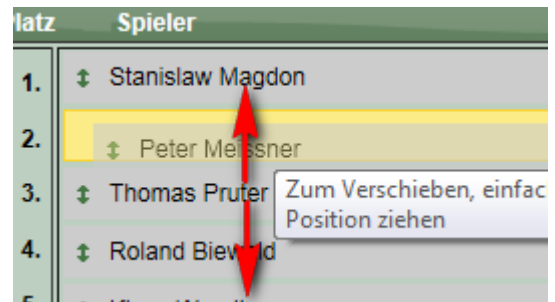 latz Spieler
1. Stanislaw Magdon
2. Peter Meissner
3. Thomas Pruter
Zum Verschieben, einfac
Position ziehen
4. Roland Biewald
5.